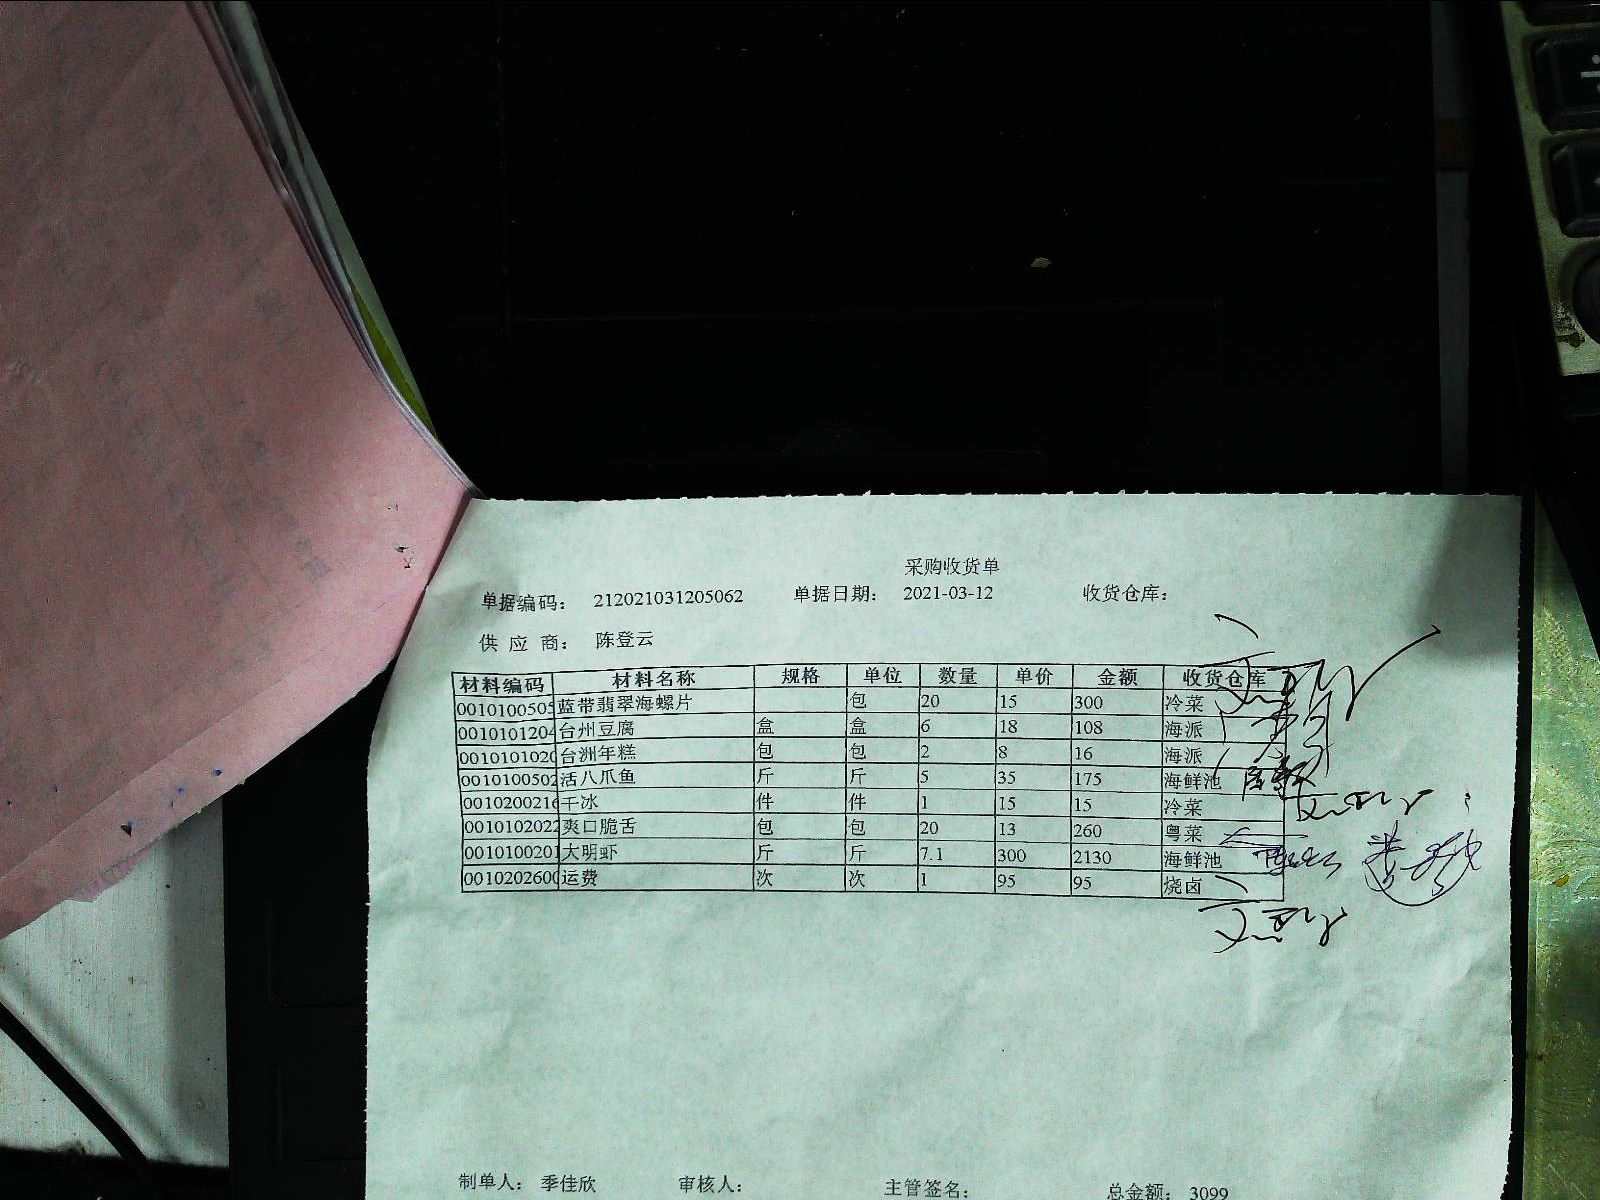 采购收货单
单据编码： 212021031205062 单据日期： 2021-03-12 收货仓库：
供 应 商： 陈登云
材料编码 材料名称 规格 单位 数量 单价 金额 收货仓库
0010100505 蓝带翡翠海螺片 包 20 15 300 冷菜
0010101204 台州豆腐 盒 盒 6 18 108 海派
0010101020 台洲年糕 包 包 2 8 16 海派
0010100502 活八爪鱼 斤 斤 5 35 175 海鲜池
0010200216 干冰 件 件 1 15 15 冷菜
0010102022 爽口脆舌 包 包 20 13 260 粤菜
0010100201 大明虾 斤 斤 7.1 300 2130 海鲜池
0010202600 运费 次 次 1 95 95 烧卤
制单人： 季佳欣 审核人： 主管签名： 总金额： 3099